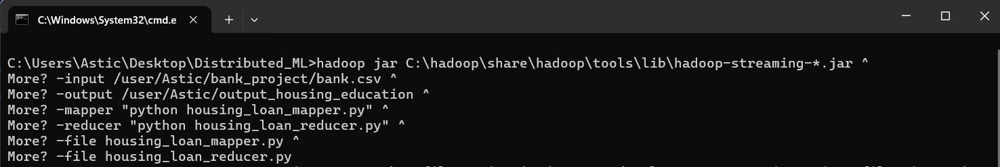 C:\Windows\System32\cmd.e
C:\Users\Astic\Desktop\Distributed_ML>hadoop jar C:\hadoop\share\hadoop\tools\lib\hadoop-streaming-*.jar ^
More? -input /user/Astic/bank_project/bank.csv ^
More? -output /user/Astic/output_housing_education ^
More? -mapper "python housing_loan_mapper.py" ^
More? -reducer "python housing_loan_reducer.py" ^
More? -file housing_loan_mapper.py ^
More? -file housing_loan_reducer.py